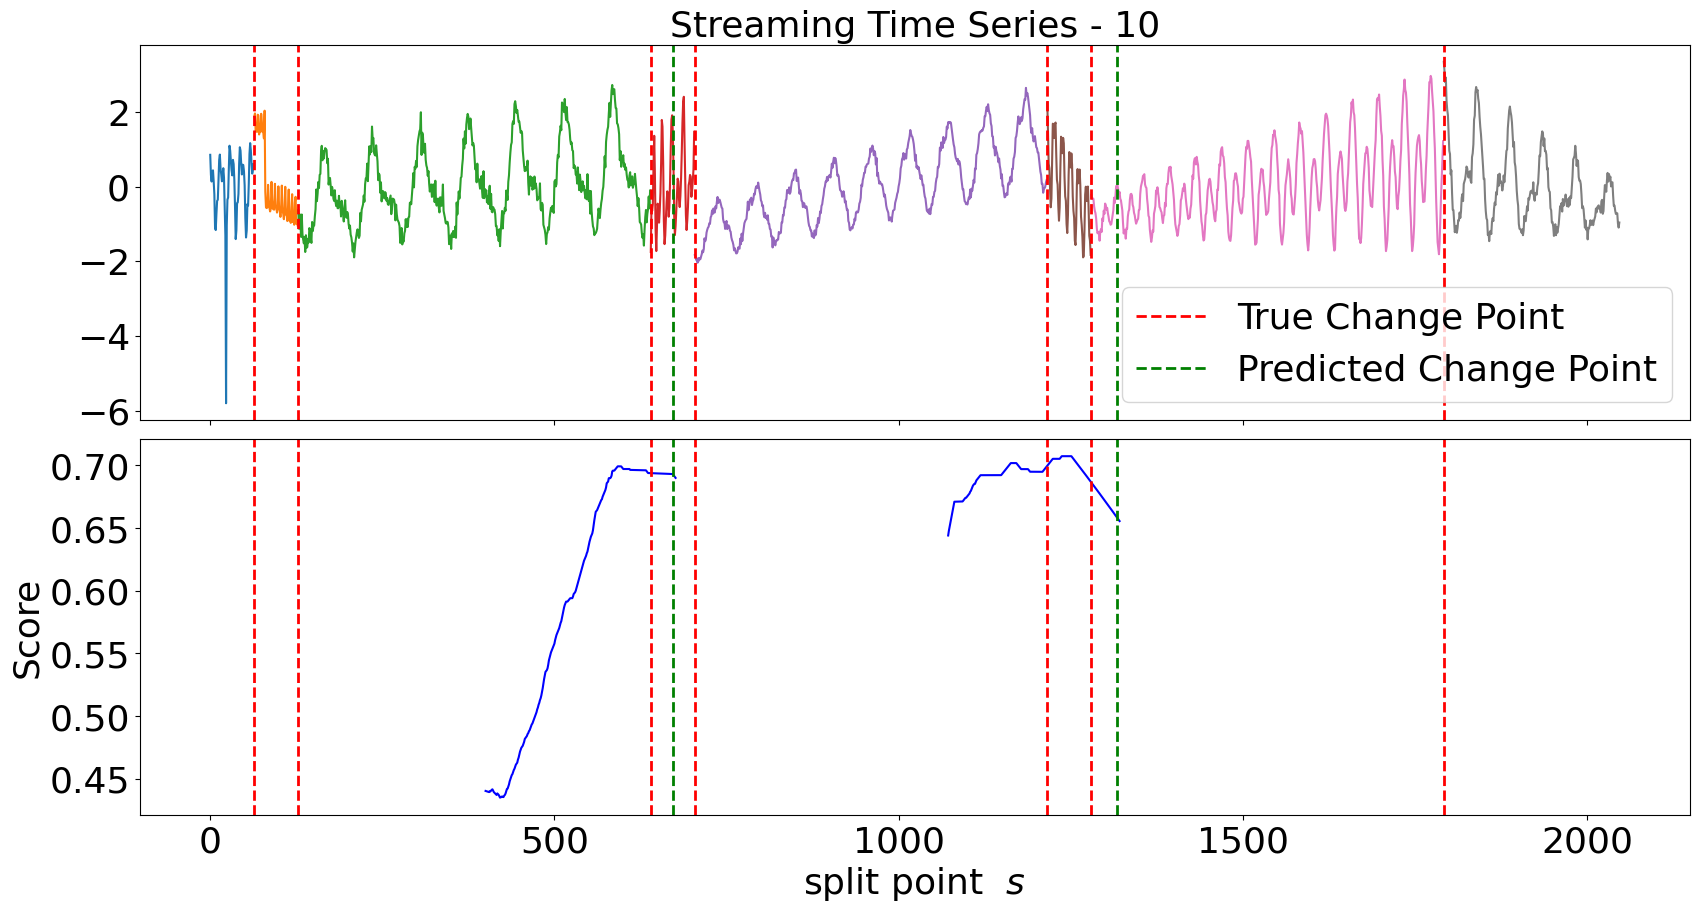 Streaming Time Series - 10
2
0
−2
−4
−6
True Change Point
Predicted Change Point
0.70
0.65
0.60
0.55
0.50
0.45
Score
0 500 1000 1500 2000
split point s